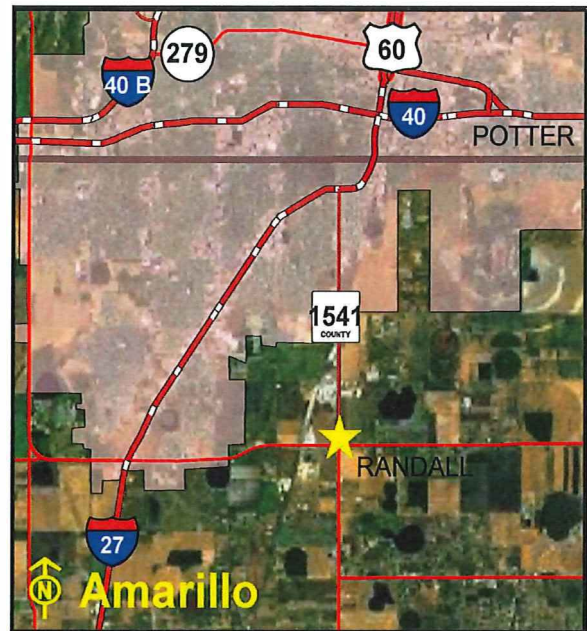 279
60
40 B
40
POTTER
1541
COUNTY
RANDALL
27
N
Amarillo